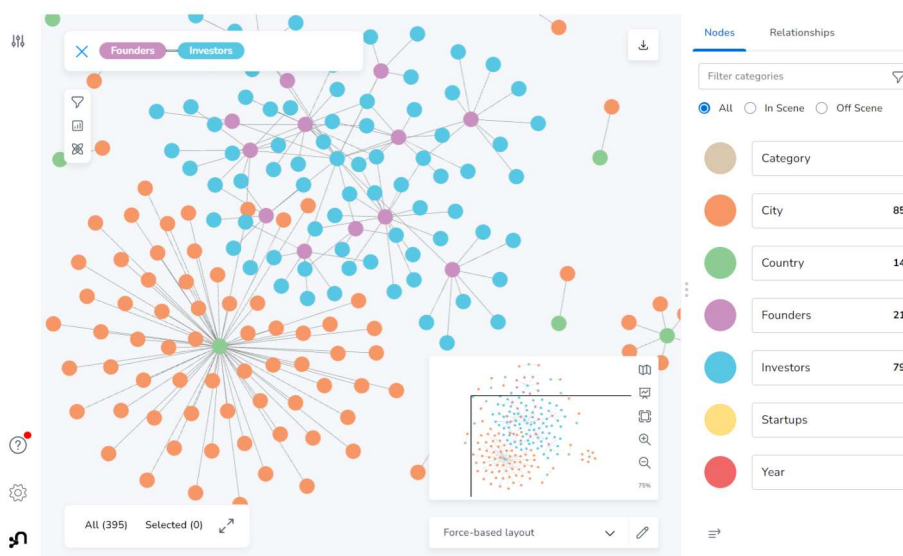 Founders
Investors
Nodes
Relationships
Filter categories
All
In Scene
Off Scene
Category
City
85
Country
14
Founders
21
Investors
79
Startups
Year
75%
All (395)
Selected (0)
Force-based layout